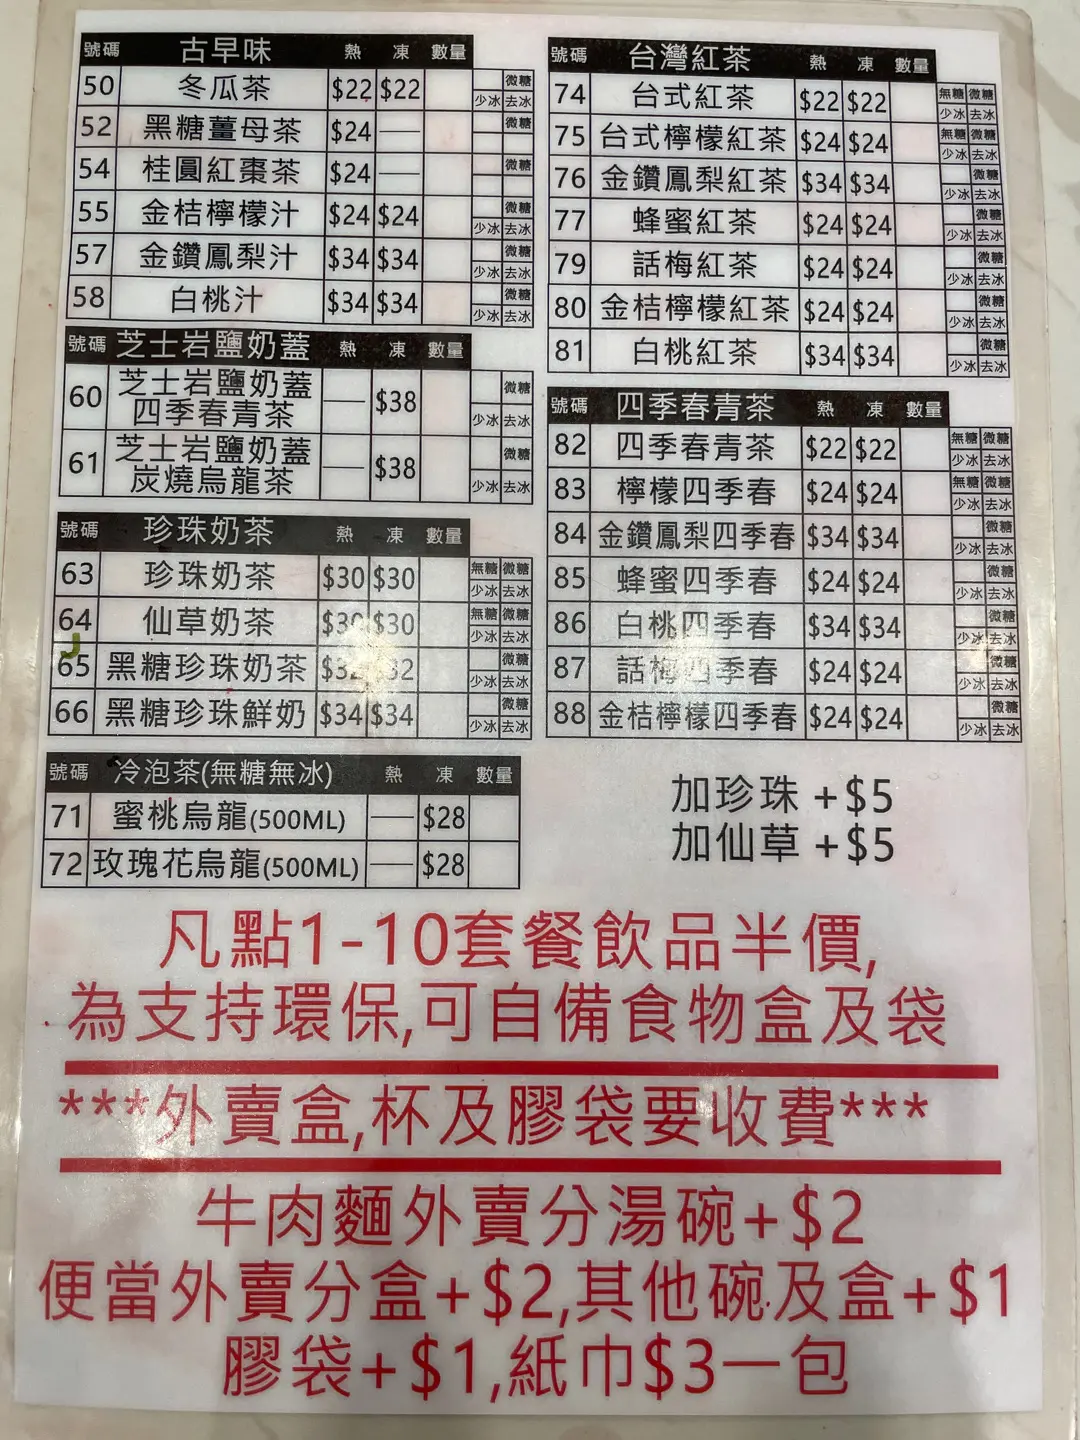 號碼 古早味 熱 凍 數量
50 冬瓜茶 $22 $22 微糖 少冰 去冰
52 黑糖薑母茶 $24 — 微糖
54 桂圓紅棗茶 $24 — 微糖
55 金桔檸檬汁 $24 $24 微糖 少冰 去冰
57 金鑽鳳梨汁 $34 $34 微糖 少冰 去冰
58 白桃汁 $34 $34 微糖 少冰 去冰
號碼 芝士岩鹽奶蓋 熱 凍 數量
60 芝士岩鹽奶蓋 — $38 微糖
四季春青茶 少冰 去冰
61 芝士岩鹽奶蓋 — $38 微糖
炭燒烏龍茶 少冰 去冰
號碼 珍珠奶茶 熱 凍 數量
63 珍珠奶茶 $30 $30 無糖 微糖 少冰 去冰
64 仙草奶茶 $30 $30 無糖 微糖 少冰 去冰
65 黑糖珍珠奶茶 $32 $32 微糖 少冰 去冰
66 黑糖珍珠鮮奶 $34 $34 微糖 少冰 去冰
號碼 冷泡茶(無糖無冰) 熱 凍 數量
71 蜜桃烏龍(500ML) — $28
72 玫瑰花烏龍(500ML) — $28
號碼 台灣紅茶 熱 凍 數量
74 台式紅茶 $22 $22 無糖 微糖 少冰 去冰
75 台式檸檬紅茶 $24 $24 無糖 微糖 少冰 去冰
76 金鑽鳳梨紅茶 $34 $34 微糖 少冰 去冰
77 蜂蜜紅茶 $24 $24 微糖 少冰 去冰
79 話梅紅茶 $24 $24 微糖 少冰 去冰
80 金桔檸檬紅茶 $24 $24 微糖 少冰 去冰
81 白桃紅茶 $34 $34 微糖 少冰 去冰
號碼 四季春青茶 熱 凍 數量
82 四季春青茶 $22 $22 無糖 微糖 少冰 去冰
83 檸檬四季春 $24 $24 無糖 微糖 少冰 去冰
84 金鑽鳳梨四季春 $34 $34 微糖 少冰 去冰
85 蜂蜜四季春 $24 $24 微糖 少冰 去冰
86 白桃四季春 $34 $34 微糖 少冰 去冰
87 話梅四季春 $24 $24 微糖 少冰 去冰
88 金桔檸檬四季春 $24 $24 微糖 少冰 去冰
加珍珠 +$5
加仙草 +$5
凡點1-10套餐飲品半價,
為支持環保,可自備食物盒及袋
***外賣盒,杯及膠袋要收費***
牛肉麵外賣分湯碗+$2
便當外賣分盒+$2,其他碗及盒+$1
膠袋+$1,紙巾$3一包